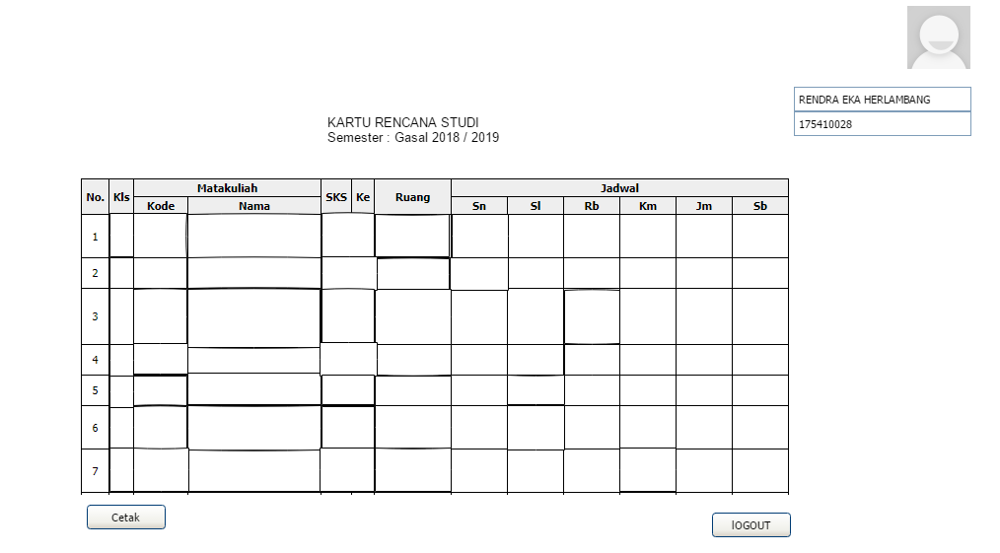 RENDRA EKA HERLAMBANG
175410028
KARTU RENCANA STUDI
Semester : Gasal 2018 / 2019
No. Kls Matakuliah SKS Ke Ruang Jadwal
Kode Nama Sn Sl Rb Km Jm Sb
1
2
3
4
5
6
7
Cetak
lOGOUT